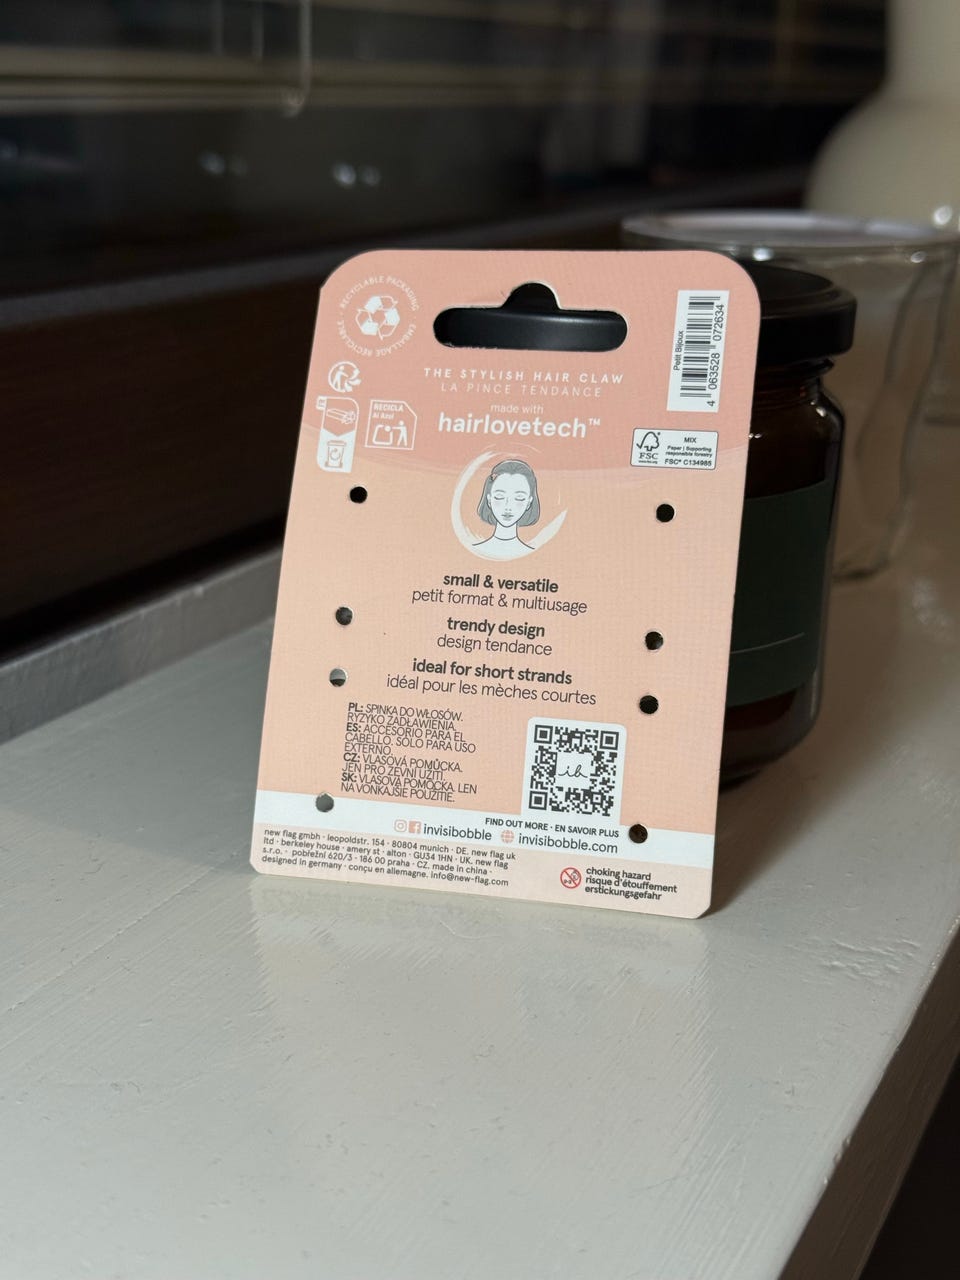 RECYCLABLE PACKAGING · EMBALLAGE RECYCLABLE ·
Petit Bijoux
4 063528 072634
THE STYLISH HAIR CLAW
LA PINCE TENDANCE
made with
hairlovetech™
RECICLA
Al Azul
FSC
www.fsc.org
MIX
Paper | Supporting
responsible forestry
FSC® C134985
small & versatile
petit format & multiusage
trendy design
design tendance
ideal for short strands
idéal pour les mèches courtes
PL: SPINKA DO WŁOSÓW.
RYZYKO ZADŁAWIENIA.
ES: ACCESORIO PARA EL
CABELLO. SOLO PARA USO
EXTERNO.
CZ: VLASOVÁ POMŮCKA.
JEN PRO ZEVNÍ UŽITÍ.
SK: VLASOVÁ POMÔCKA. LEN
NA VONKAJŠIE POUŽITIE.
ib
FIND OUT MORE · EN SAVOIR PLUS
invisibobble invisibobble.com
new flag gmbh · leopoldstr. 154 · 80804 munich · DE. new flag uk
ltd · berkeley house · amery st · alton · GU34 1HN · UK. new flag
s.r.o. · pobřežní 620/3 · 186 00 praha · CZ. made in china ·
designed in germany · conçu en allemagne. info@new-flag.com
choking hazard
risque d'étouffement
erstickungsgefahr